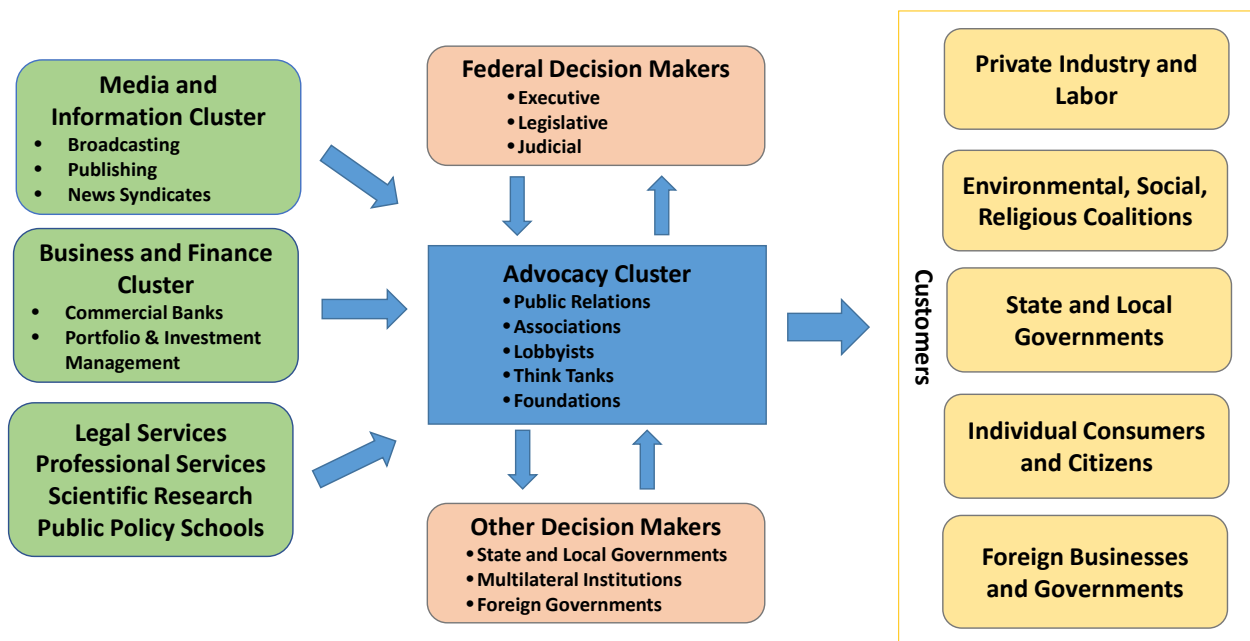 Media and
Information Cluster
• Broadcasting
• Publishing
• News Syndicates
Business and Finance
Cluster
• Commercial Banks
• Portfolio & Investment
Management
Legal Services
Professional Services
Scientific Research
Public Policy Schools
Federal Decision Makers
• Executive
• Legislative
• Judicial
Advocacy Cluster
• Public Relations
• Associations
• Lobbyists
• Think Tanks
• Foundations
Other Decision Makers
• State and Local Governments
• Multilateral Institutions
• Foreign Governments
Customers
Private Industry and
Labor
Environmental, Social,
Religious Coalitions
State and Local
Governments
Individual Consumers
and Citizens
Foreign Businesses
and Governments